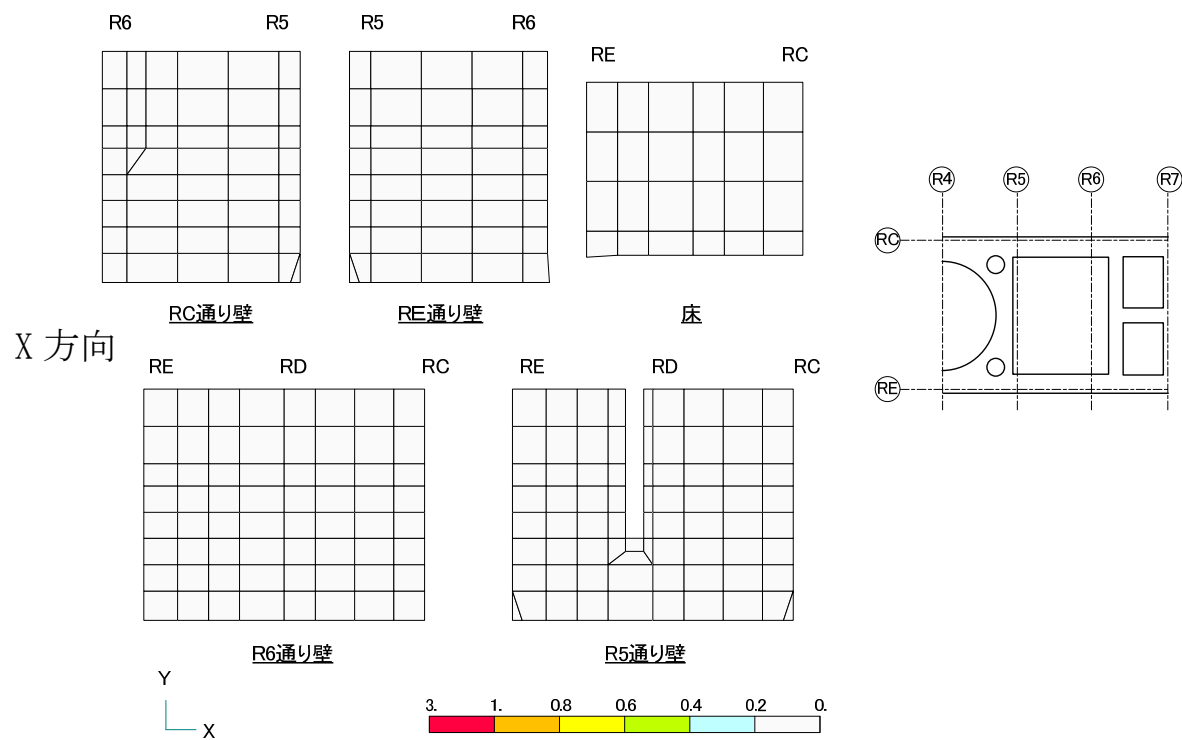 R6 R5
R5 R6
RE RC
RC通り壁
RE通り壁
床
R4 R5 R6 R7
RC
RE
X 方向
RE RD RC
RE RD RC
R6通り壁
R5通り壁
Y
X
3. 1. 0.8 0.6 0.4 0.2 0.